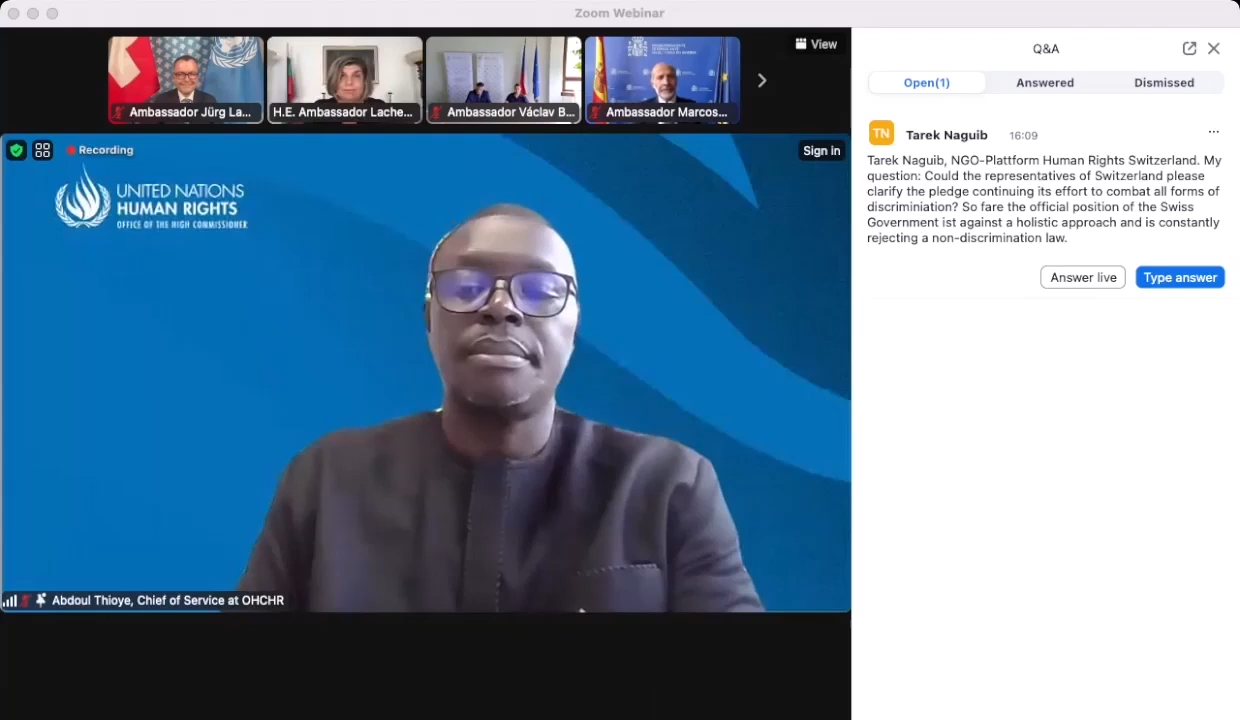 Zoom Webinar
Ambassador Jürg La...
H.E. Ambassador Lache...
Ambassador Václav B...
Ambassador Marcos...
View
Recording
Sign in
UNITED NATIONS
HUMAN RIGHTS
OFFICE OF THE HIGH COMMISSIONER
Abdoul Thioye, Chief of Service at OHCHR
Q&A
Open(1)
Answered
Dismissed
TN
Tarek Naguib
16:09
Tarek Naguib, NGO-Plattform Human Rights Switzerland. My
question: Could the representatives of Switzerland please
clarify the pledge continuing its effort to combat all forms of
discriminiation? So fare the official position of the Swiss
Government ist against a holistic approach and is constantly
rejecting a non-discrimination law.
Answer live
Type answer